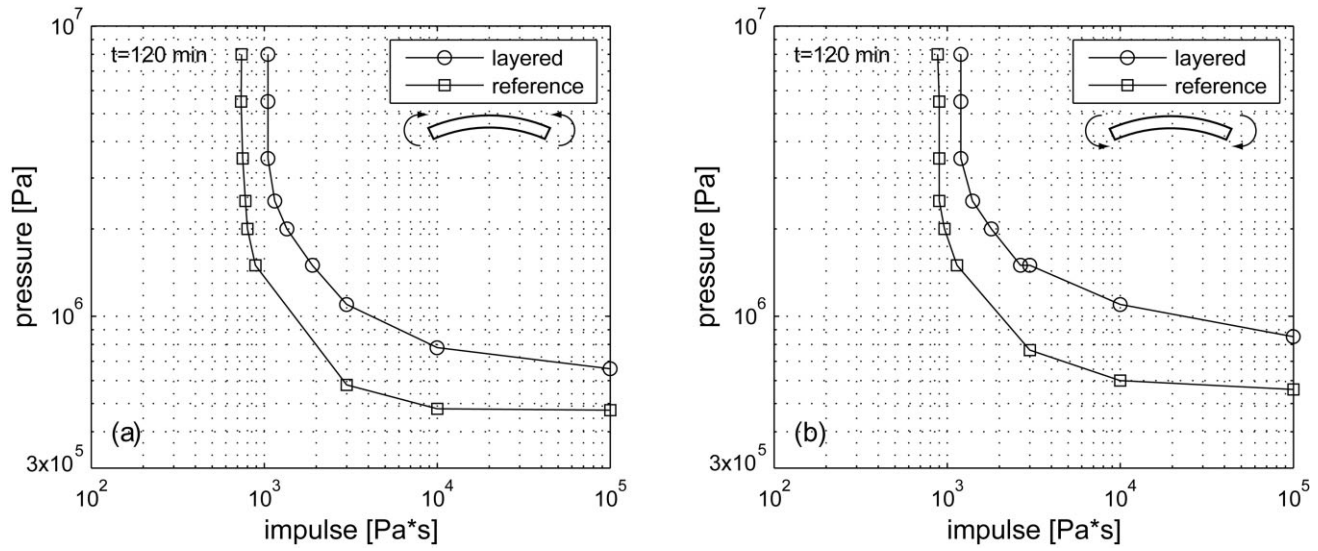 10^7
t=120 min
layered
reference
pressure [Pa]
10^6
(a)
3x10^5
10^2
10^3
10^4
10^5
impulse [Pa*s]
10^7
t=120 min
layered
reference
pressure [Pa]
10^6
(b)
3x10^5
10^2
10^3
10^4
10^5
impulse [Pa*s]